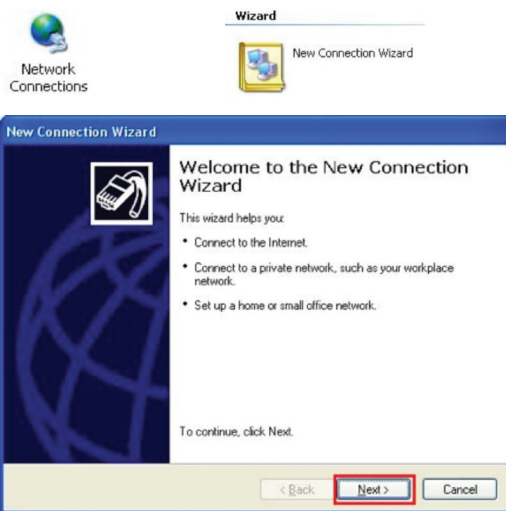 Wizard
Network
Connections
New Connection Wizard
New Connection Wizard
Welcome to the New Connection
Wizard
This wizard helps you:
• Connect to the Internet.
• Connect to a private network, such as your workplace
network.
• Set up a home or small office network.
To continue, click Next.
< Back
Next >
Cancel